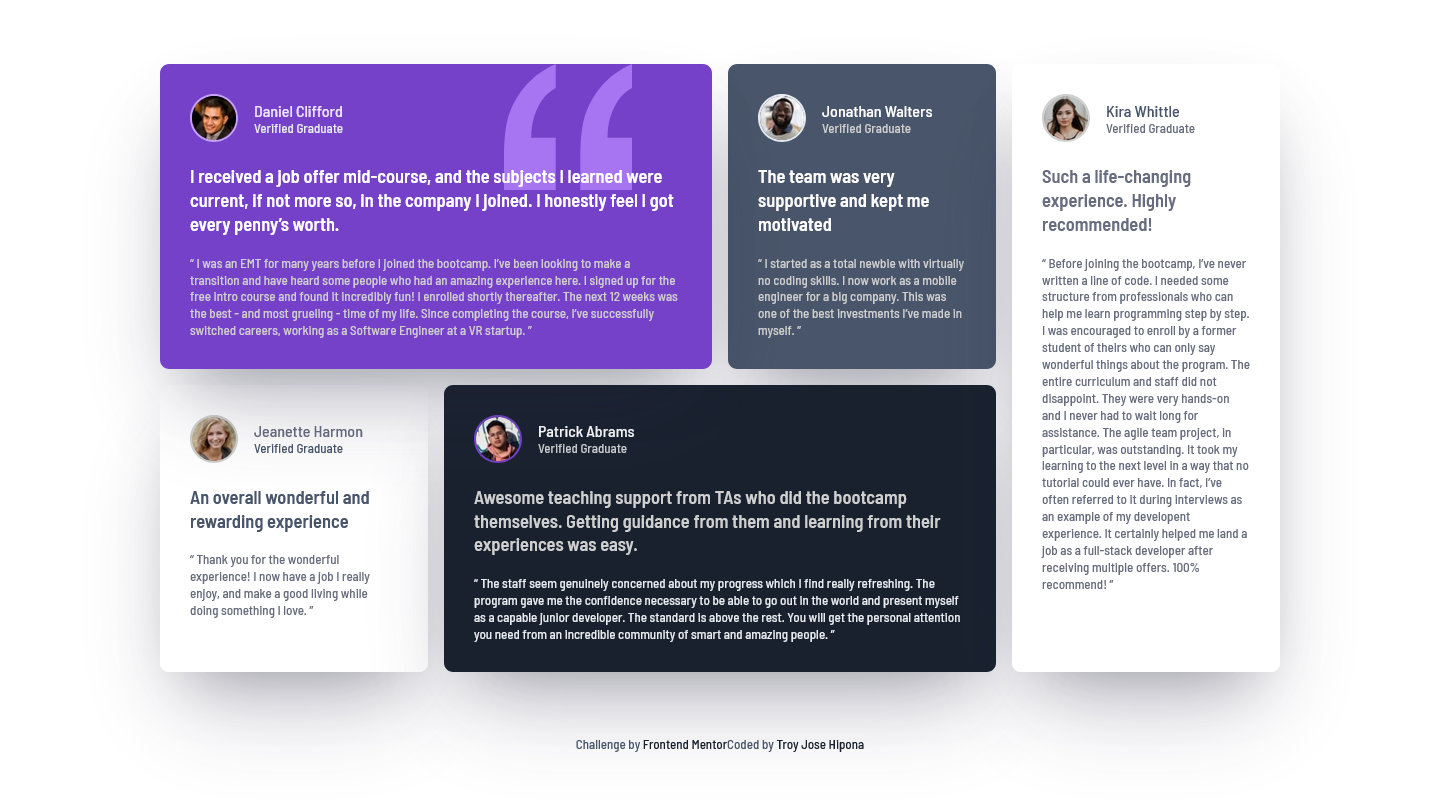 Daniel Clifford
Verified Graduate
I received a job offer mid-course, and the subjects I learned were
current, if not more so, in the company I joined. I honestly feel I got
every penny’s worth.
“ I was an EMT for many years before I joined the bootcamp. I’ve been looking to make a
transition and have heard some people who had an amazing experience here. I signed up for the
free intro course and found it incredibly fun! I enrolled shortly thereafter. The next 12 weeks was
the best - and most grueling - time of my life. Since completing the course, I’ve successfully
switched careers, working as a Software Engineer at a VR startup. ”
Jonathan Walters
Verified Graduate
The team was very
supportive and kept me
motivated
“ I started as a total newbie with virtually
no coding skills. I now work as a mobile
engineer for a big company. This was
one of the best investments I’ve made in
myself. ”
Kira Whittle
Verified Graduate
Such a life-changing
experience. Highly
recommended!
“ Before joining the bootcamp, I’ve never
written a line of code. I needed some
structure from professionals who can
help me learn programming step by step.
I was encouraged to enroll by a former
student of theirs who can only say
wonderful things about the program. The
entire curriculum and staff did not
disappoint. They were very hands-on
and I never had to wait long for
assistance. The agile team project, in
particular, was outstanding. It took my
learning to the next level in a way that no
tutorial could ever have. In fact, I’ve
often referred to it during interviews as
an example of my developent
experience. It certainly helped me land a
job as a full-stack developer after
receiving multiple offers. 100%
recommend! ”
Jeanette Harmon
Verified Graduate
An overall wonderful and
rewarding experience
“ Thank you for the wonderful
experience! I now have a job I really
enjoy, and make a good living while
doing something I love. ”
Patrick Abrams
Verified Graduate
Awesome teaching support from TAs who did the bootcamp
themselves. Getting guidance from them and learning from their
experiences was easy.
“ The staff seem genuinely concerned about my progress which I find really refreshing. The
program gave me the confidence necessary to be able to go out in the world and present myself
as a capable junior developer. The standard is above the rest. You will get the personal attention
you need from an incredible community of smart and amazing people. ”
Challenge by Frontend MentorCoded by Troy Jose Hipona